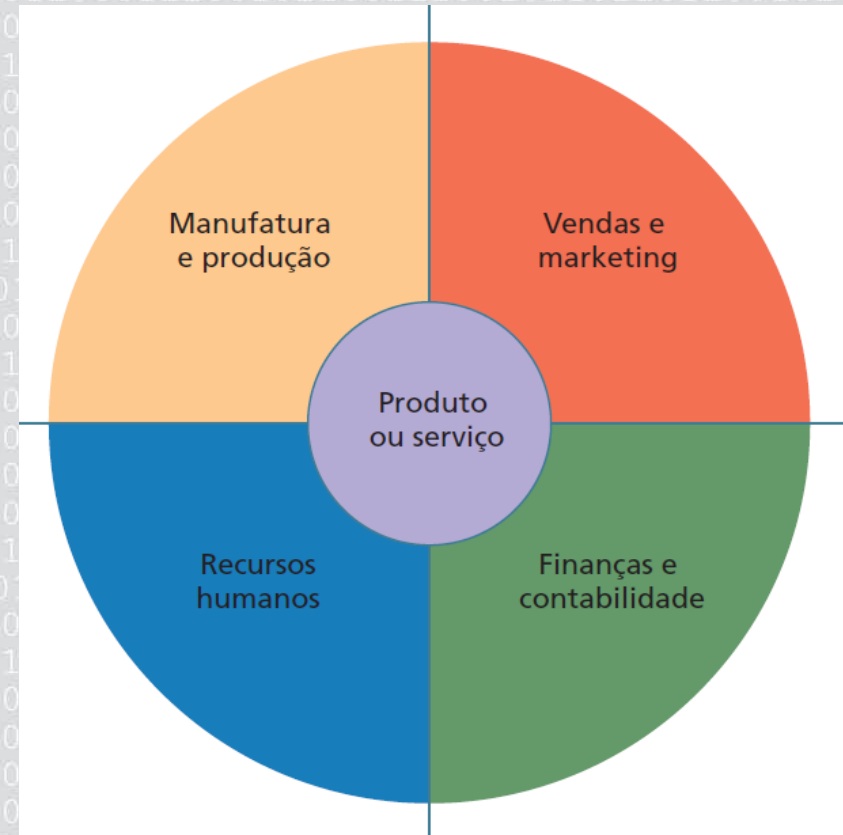 Manufatura
e produção
Vendas e
marketing
Produto
ou serviço
Recursos
humanos
Finanças e
contabilidade